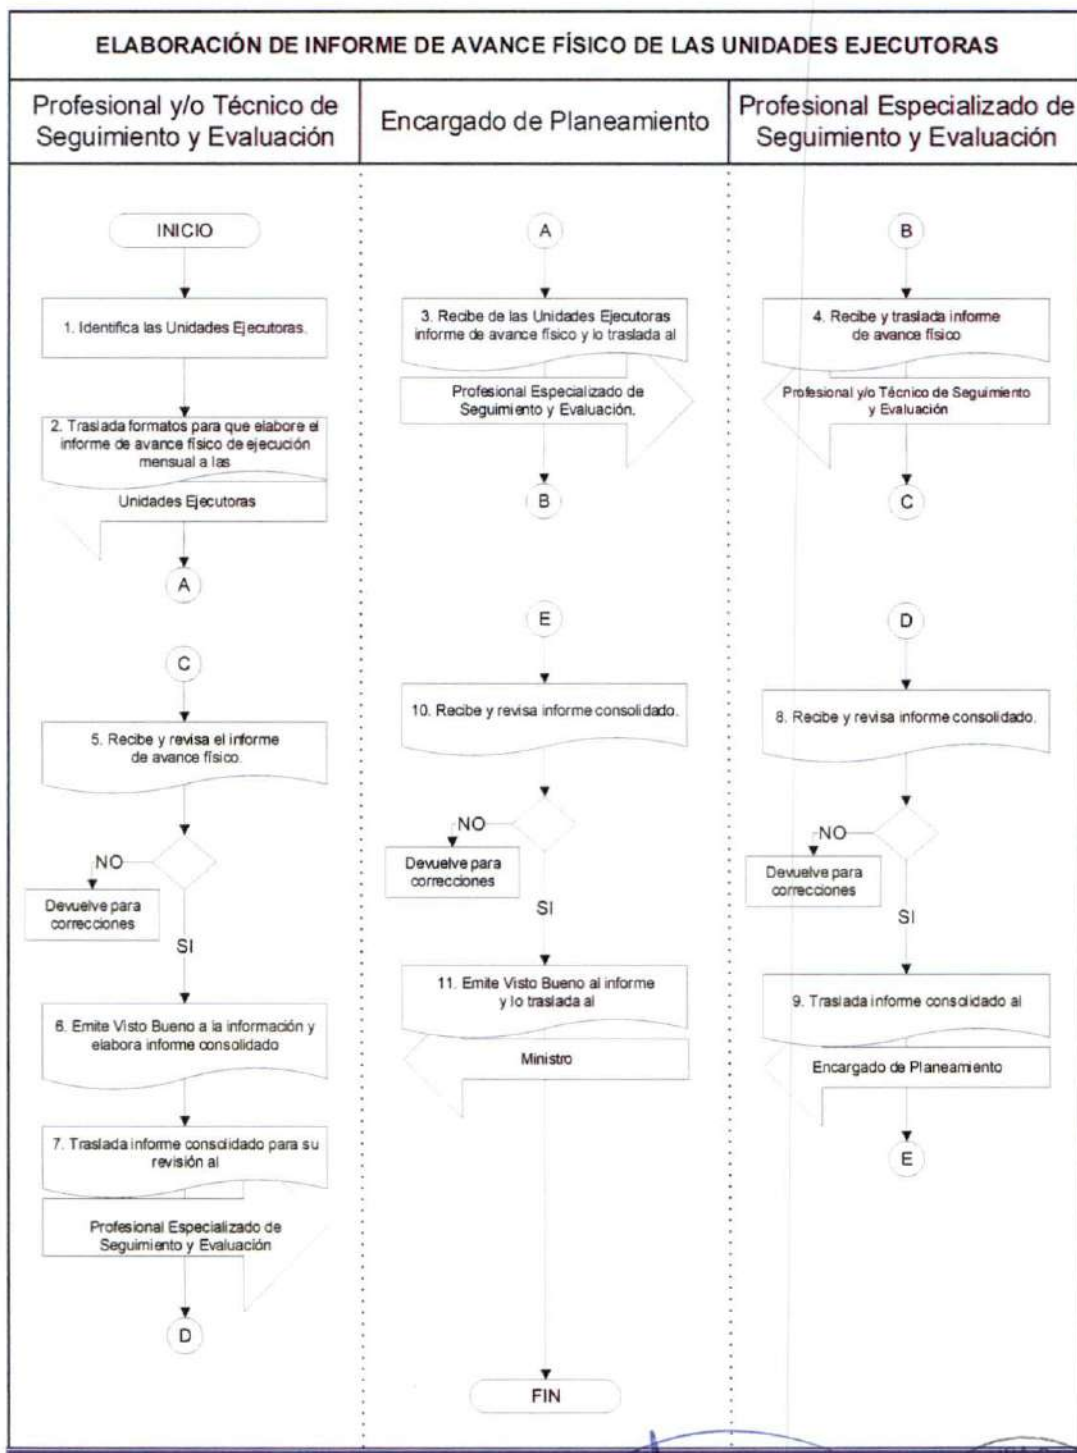 ELABORACIÓN DE INFORME DE AVANCE FÍSICO DE LAS UNIDADES EJECUTORAS
Profesional y/o Técnico de
Seguimiento y Evaluación
Encargado de Planeamiento
Profesional Especializado de
Seguimiento y Evaluación
INICIO
1. Identifica las Unidades Ejecutoras.
2. Traslada formatos para que elabore el
informe de avance físico de ejecución
mensual a las
Unidades Ejecutoras
A
A
3. Recibe de las Unidades Ejecutoras
informe de avance físico y lo traslada al
Profesional Especializado de
Seguimiento y Evaluación.
B
B
4. Recibe y traslada informe
de avance físico
Profesional y/o Técnico de Seguimiento
y Evaluación
C
C
5. Recibe y revisa el informe
de avance físico.
NO
Devuelve para
correcciones
SI
6. Emite Visto Bueno a la información y
elabora informe consolidado
7. Traslada informe consolidado para su
revisión al
Profesional Especializado de
Seguimiento y Evaluación
D
E
10. Recibe y revisa informe consolidado.
NO
Devuelve para
correcciones
SI
11. Emite Visto Bueno al informe
y lo traslada al
Ministro
FIN
D
8. Recibe y revisa informe consolidado.
NO
Devuelve para
correcciones
SI
9. Traslada informe consolidado al
Encargado de Planeamiento
E